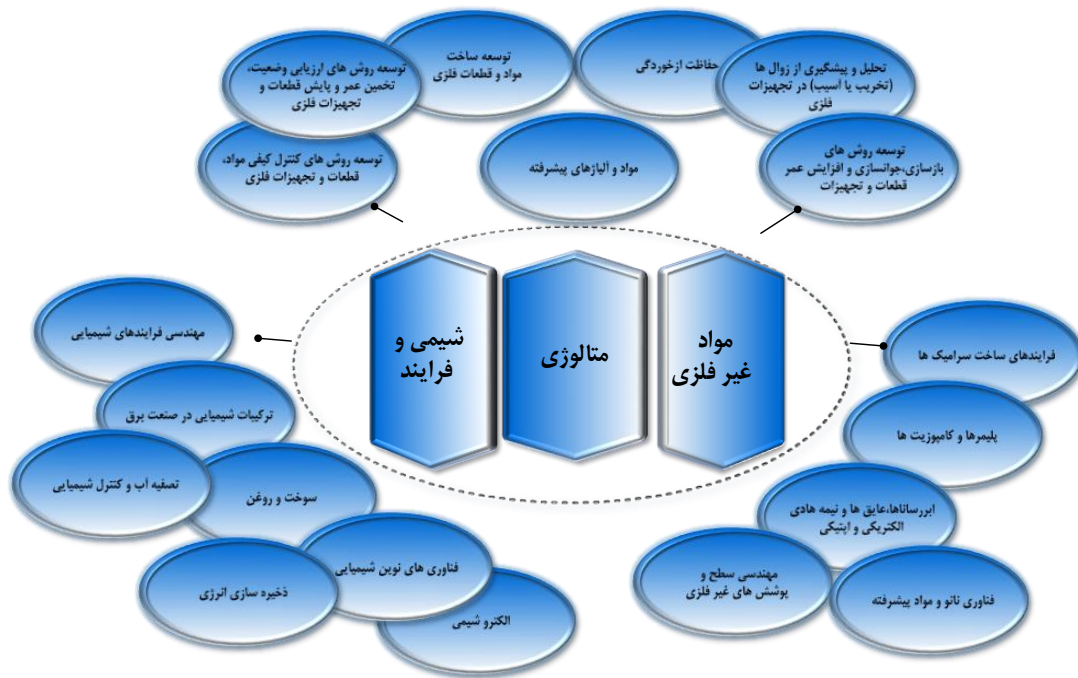 تحلیل و پیشگیری از زوال ها
(تخریب یا آسیب) در تجهیزات
فلزی
حفاظت ازخوردگی
توسعه ساخت
مواد و قطعات فلزی
توسعه روش های ارزیابی وضعیت،
تخمین عمر و پایش قطعات و
تجهیزات فلزی
توسعه روش های
بازسازی،جوانسازی و افزایش عمر
قطعات و تجهیزات
مواد و آلیاژهای پیشرفته
توسعه روش های کنترل کیفی مواد،
قطعات و تجهیزات فلزی
مواد
غیر فلزی
متالوژی
شیمی و
فرایند
فرایندهای ساخت سرامیک ها
پلیمرها و کامپوزیت ها
ابررساناها،عایق ها و نیمه هادی
الکتریکی و اپتیکی
مهندسی سطح و
پوشش های غیر فلزی
فناوری نانو و مواد پیشرفته
مهندسی فرایندهای شیمیایی
ترکیبات شیمیایی در صنعت برق
تصفیه آب و کنترل شیمیایی
سوخت و روغن
فناوری های نوین شیمیایی
ذخیره سازی انرژی
الکترو شیمی